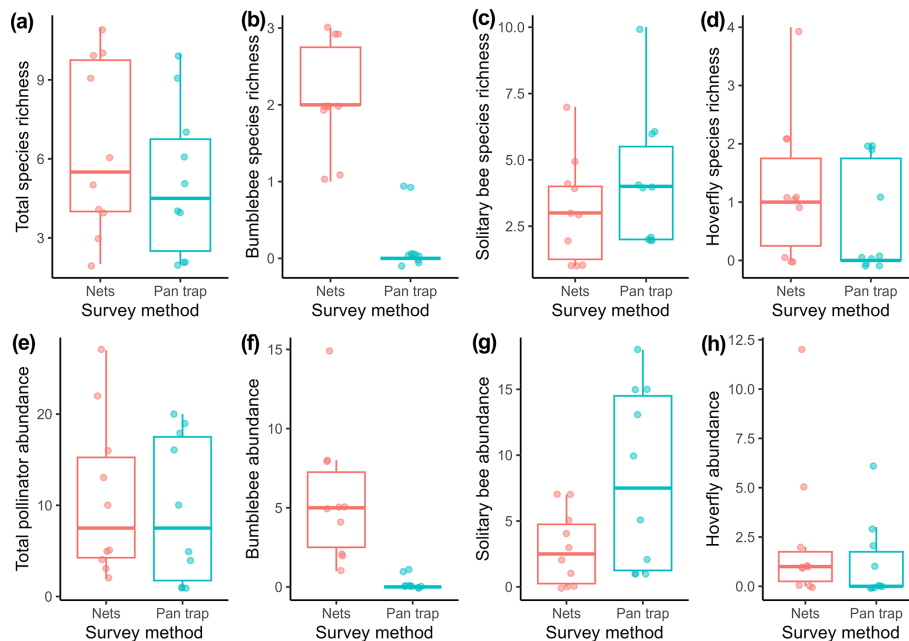 (a)
Total species richness
9
6
3
Nets
Pan trap
Survey method
(b)
Bumblebee species richness
3
2
1
0
Nets
Pan trap
Survey method
(c)
Solitary bee species richness
10.0
7.5
5.0
2.5
Nets
Pan trap
Survey method
(d)
Hoverfly species richness
4
3
2
1
0
Nets
Pan trap
Survey method
(e)
Total pollinator abundance
20
10
0
Nets
Pan trap
Survey method
(f)
Bumblebee abundance
15
10
5
0
Nets
Pan trap
Survey method
(g)
Solitary bee abundance
15
10
5
0
Nets
Pan trap
Survey method
(h)
Hoverfly abundance
12.5
10.0
7.5
5.0
2.5
0.0
Nets
Pan trap
Survey method